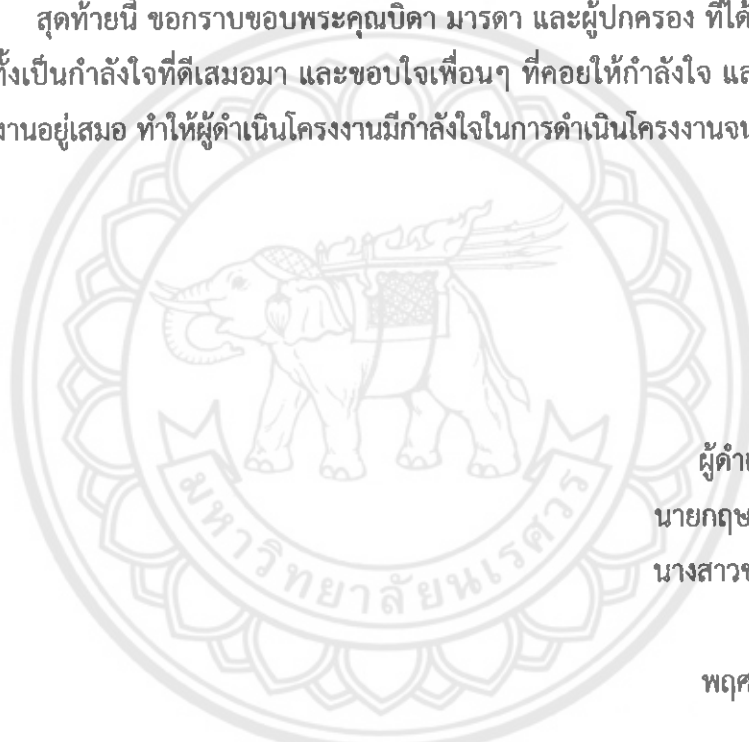 สุดท้ายนี้ ขอกราบขอบพระคุณบิดา มารดา และผู้ปกครอง ที่ได้
ทั้งเป็นกำลังใจที่ดีเสมอมา และขอบใจเพื่อนๆ ที่คอยให้กำลังใจ แล
งานอยู่เสมอ ทำให้ผู้ดำเนินโครงงานมีกำลังใจในการดำเนินโครงงานจน
ผู้ดำเ
นายกฤษ
นางสาวช
มหาวิทยาลัยนเรศวร
พฤศ